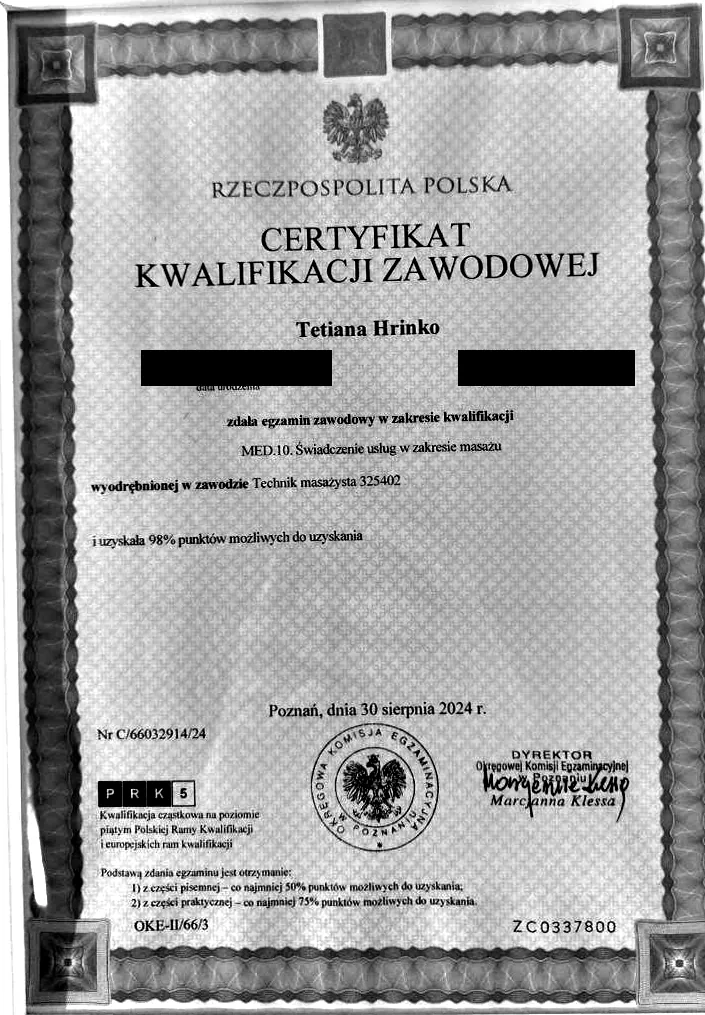 RZECZPOSPOLITA POLSKA
CERTYFIKAT
KWALIFIKACJI ZAWODOWEJ
Tetiana Hrinko
data urodzenia
zdała egzamin zawodowy w zakresie kwalifikacji
MED.10. Świadczenie usług w zakresie masażu
wyodrębnionej w zawodzie Technik masażysta 325402
i uzyskała 98% punktów możliwych do uzyskania
Poznań, dnia 30 sierpnia 2024 r.
Nr C/66032914/24
OKRĘGOWA KOMISJA EGZAMINACYJNA
W POZNANIU
DYREKTOR
Okręgowej Komisji Egzaminacyjnej
w Poznaniu
Marcjanna Klessa
PRK5
Kwalifikacja cząstkowa na poziomie
piątym Polskiej Ramy Kwalifikacji
i europejskich ram kwalifikacji
Podstawą zdania egzaminu jest otrzymanie:
1) z części pisemnej – co najmniej 50% punktów możliwych do uzyskania;
2) z części praktycznej – co najmniej 75% punktów możliwych do uzyskania.
OKE-II/66/3
ZC0337800